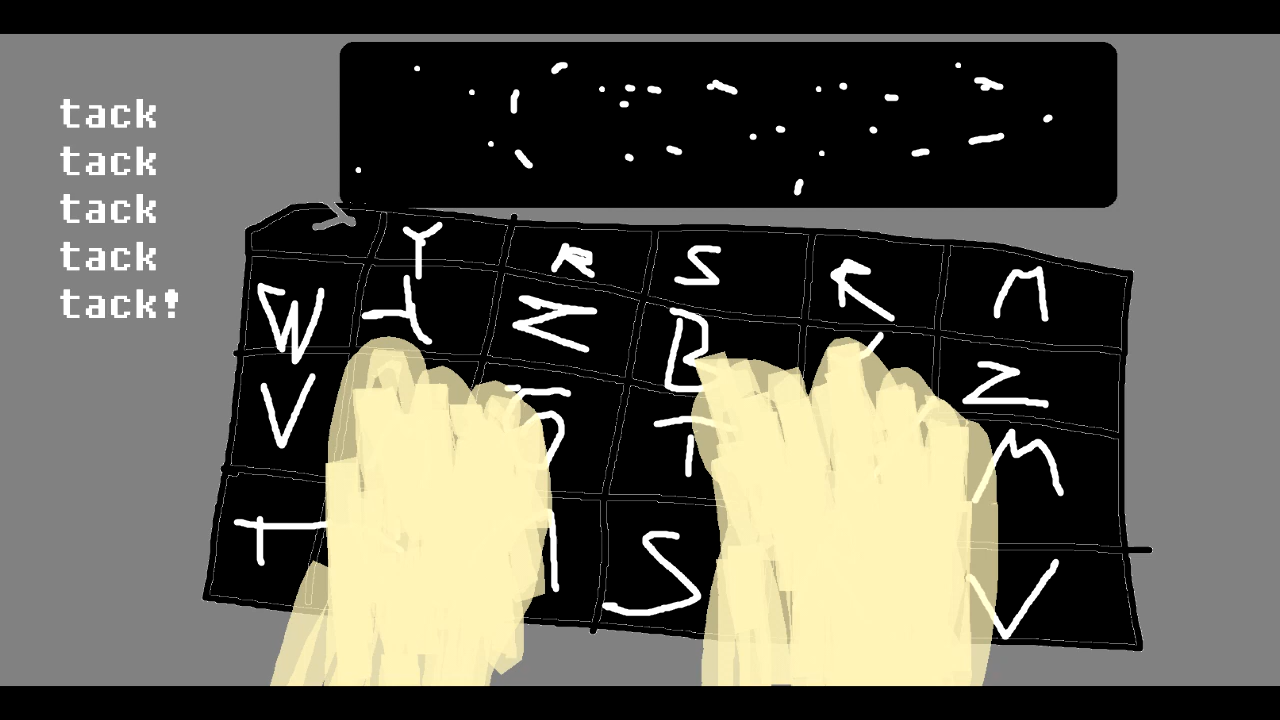 tack
tack
tack
tack
tack!
Y R S R M
W I Z B Z
V T M
T S V